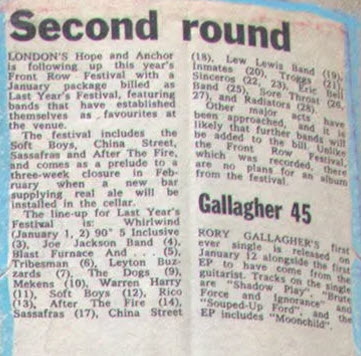 Second round
LONDON'S Hope and Anchor
is following up this year's
Front Row Festival with a
January package billed as
Last Year's Festival, featuring
bands that have established
themselves as favourites at
the venue.
The festival includes the
Soft Boys, China Street,
Sassafras and After The Fire,
and comes as a prelude to a
three-week closure in Feb-
ruary when a new bar
supplying real ale will be
installed in the cellar.
The line-up for Last Year's
Festival is: Whirlwind
(January 1, 2) 90° S Inclusive
(3), Joe Jackson Band (4),
Blast Furnace And . . . (5),
Tribesman (6), Leyton Buz-
zards (7), The Dogs (9),
Mekens (10), Warren Harry
(11), Soft Boys (12), Rico
(13), After The Fire (14),
Sassafras (17), China Street
(18), Lew Lewis Band (19),
Inmates (20), Troggs (21),
Sinceros (22, 23), Eric Bell
Band (25), Sore Throat (26,
27), and Radiators (28).
Other major acts have
been approached, and it is
likely that further bands will
be added to the bill. Unlike
the Front Row Festival,
which was recorded, there
are no plans for an album
from the festival.
Gallagher 45
RORY GALLAGHER'S first
ever single is released on
January 12 alongside the first
EP to have come from the
guitarist. Tracks on the single
are "Shadow Play", "Brute
Force and Ignorance" and
"Souped-Up Ford", and the
EP includes "Moonchild".